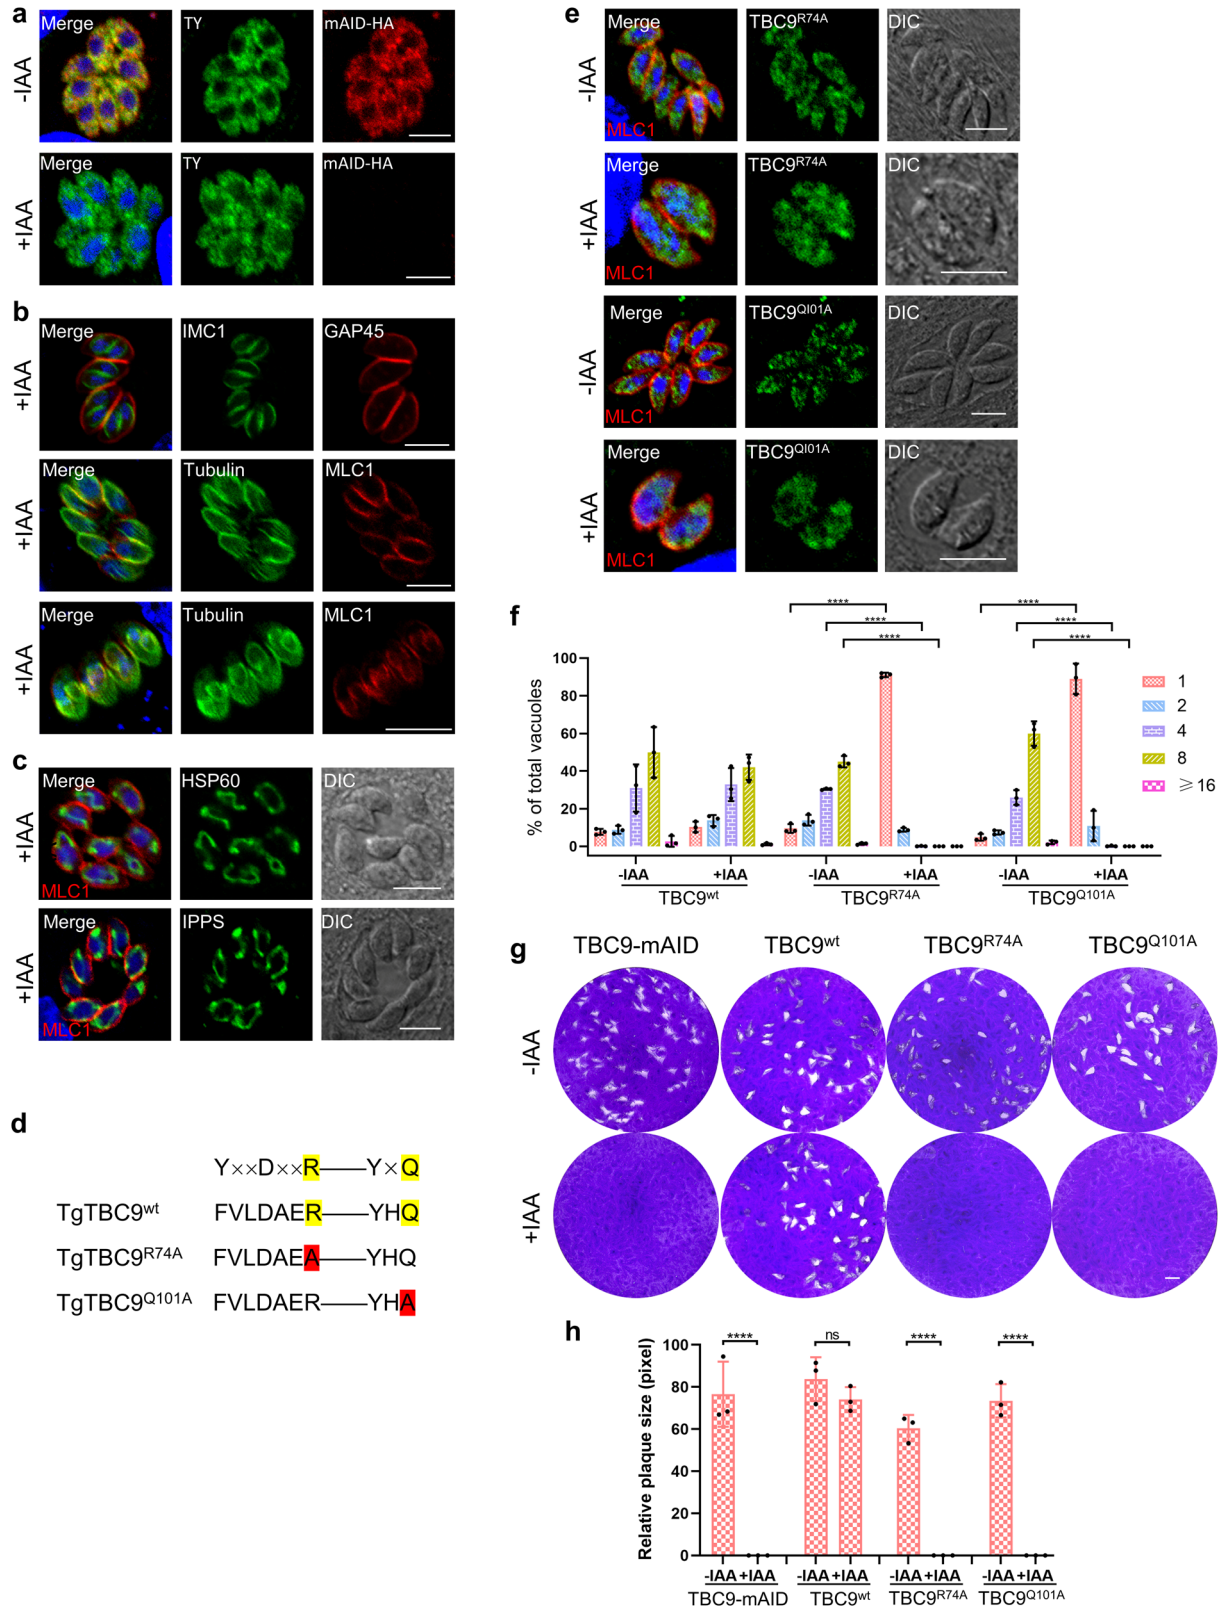 a
-IAA
Merge
TY
mAID-HA
+IAA
Merge
TY
mAID-HA
b
+IAA
Merge
IMC1
GAP45
+IAA
Merge
Tubulin
MLC1
+IAA
Merge
Tubulin
MLC1
c
+IAA
Merge
MLC1
HSP60
DIC
+IAA
Merge
MLC1
IPPS
DIC
d
Y××D××R——Y×Q
TgTBC9wt FVLDAER——YHQ
TgTBC9R74A FVLDAEA——YHQ
TgTBC9Q101A FVLDAER——YHA
e
-IAA
Merge
MLC1
TBC9R74A
DIC
+IAA
Merge
MLC1
TBC9R74A
DIC
-IAA
Merge
MLC1
TBC9QI01A
DIC
+IAA
Merge
MLC1
TBC9QI01A
DIC
f
% of total vacuoles
100
80
60
40
20
0
**** **** ****
**** **** ****
1
2
4
8
≥16
-IAA +IAA -IAA +IAA -IAA +IAA
TBC9wt TBC9R74A TBC9Q101A
g
TBC9-mAID TBC9wt TBC9R74A TBC9Q101A
-IAA
+IAA
h
Relative plaque size (pixel)
100
80
60
40
20
0
**** ns **** ****
-IAA +IAA -IAA +IAA -IAA +IAA -IAA +IAA
TBC9-mAID TBC9wt TBC9R74A TBC9Q101A